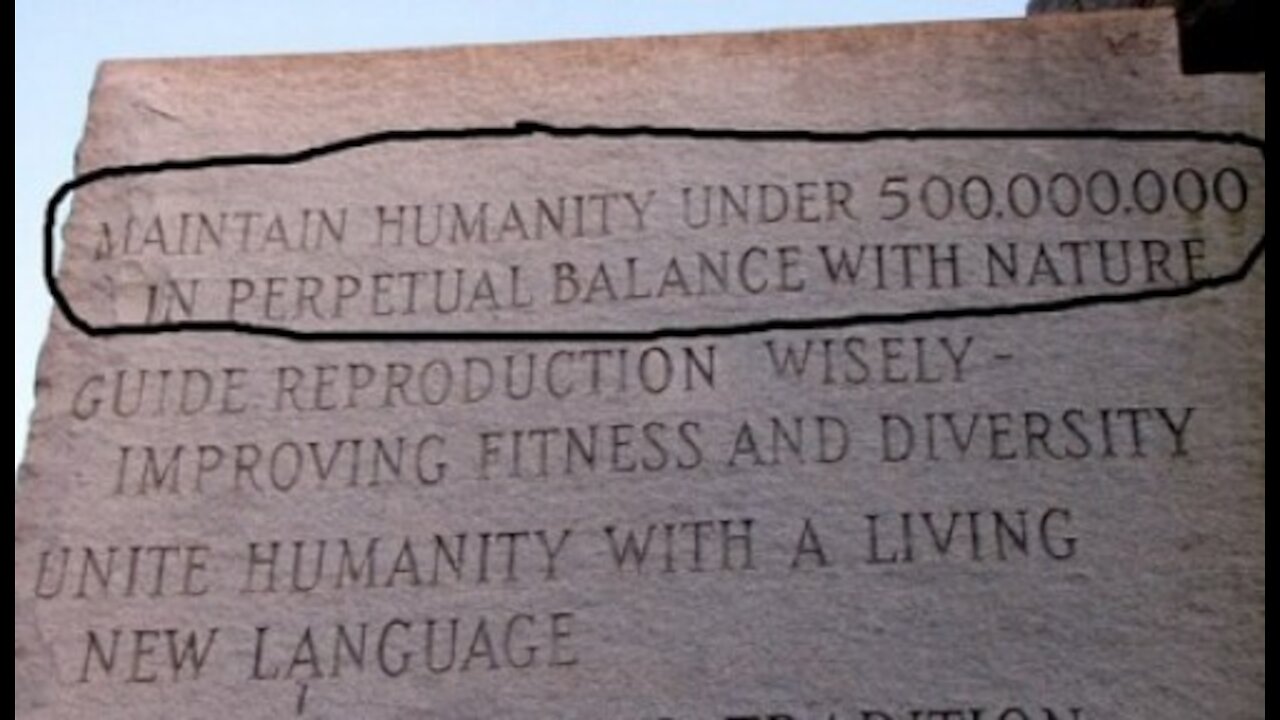 MAINTAIN HUMANITY UNDER 500,000,000
IN PERPETUAL BALANCE WITH NATURE
GUIDE REPRODUCTION WISELY -
IMPROVING FITNESS AND DIVERSITY
UNITE HUMANITY WITH A LIVING
NEW LANGUAGE
TRADITION